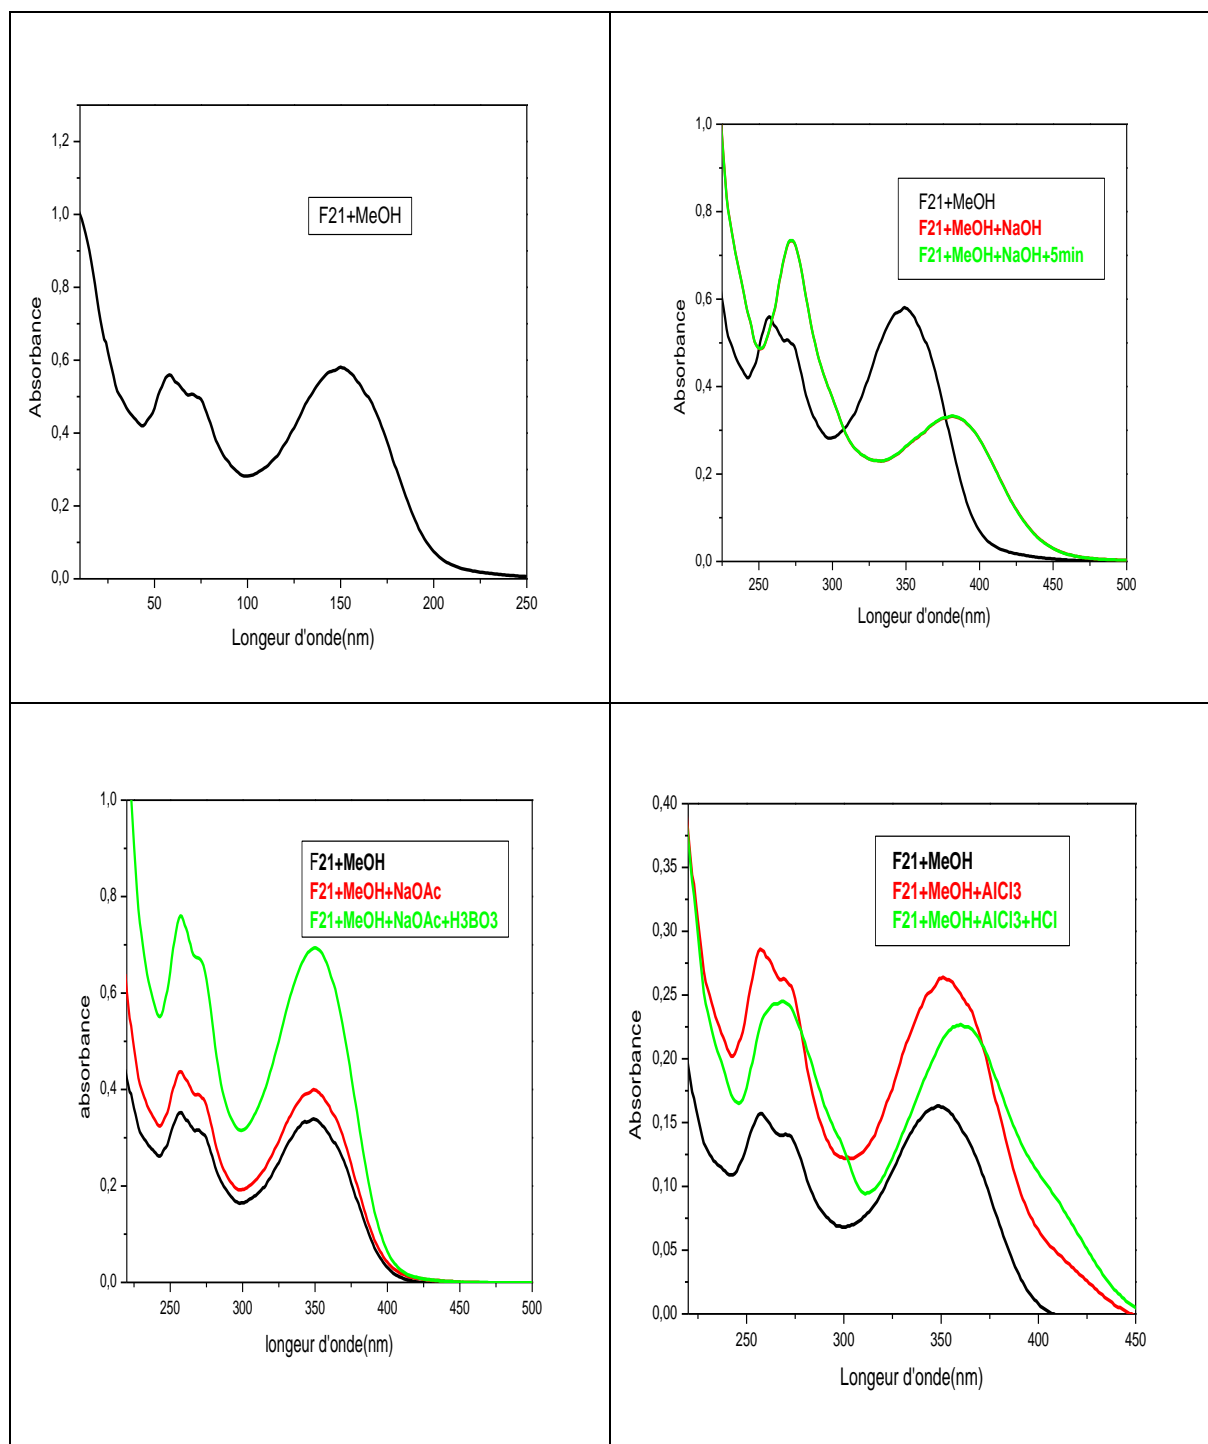 F21+MeOH
Absorbance
1,2
1,0
0,8
0,6
0,4
0,2
0,0
50 100 150 200 250
Longeur d'onde(nm)
F21+MeOH
F21+MeOH+NaOH
F21+MeOH+NaOH+5min
Absorbance
1,0
0,8
0,6
0,4
0,2
0,0
250 300 350 400 450 500
Longeur d'onde(nm)
F21+MeOH
F21+MeOH+NaOAc
F21+MeOH+NaOAc+H3BO3
absorbance
1,0
0,8
0,6
0,4
0,2
0,0
250 300 350 400 450 500
longeur d'onde(nm)
F21+MeOH
F21+MeOH+AlCl3
F21+MeOH+AlCl3+HCl
Absorbance
0,40
0,35
0,30
0,25
0,20
0,15
0,10
0,05
0,00
250 300 350 400 450
Longeur d'onde(nm)